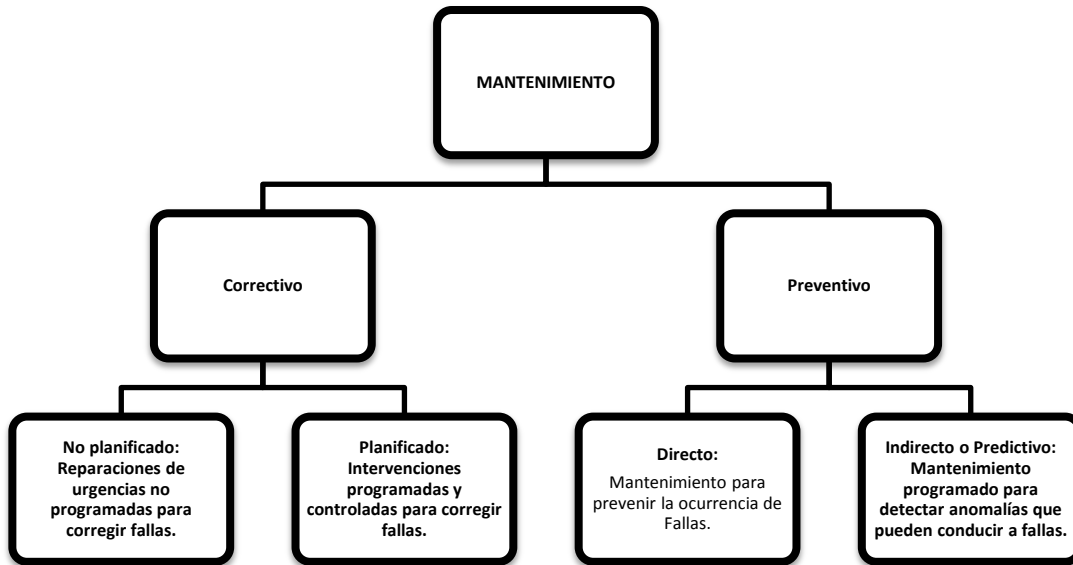 MANTENIMIENTO
Correctivo
Preventivo
No planificado:
Reparaciones de
urgencias no
programadas para
corregir fallas.
Planificado:
Intervenciones
programadas y
controladas para corregir
fallas.
Directo:
Mantenimiento para
prevenir la ocurrencia de
Fallas.
Indirecto o Predictivo:
Mantenimiento
programado para
detectar anomalías que
pueden conducir a fallas.